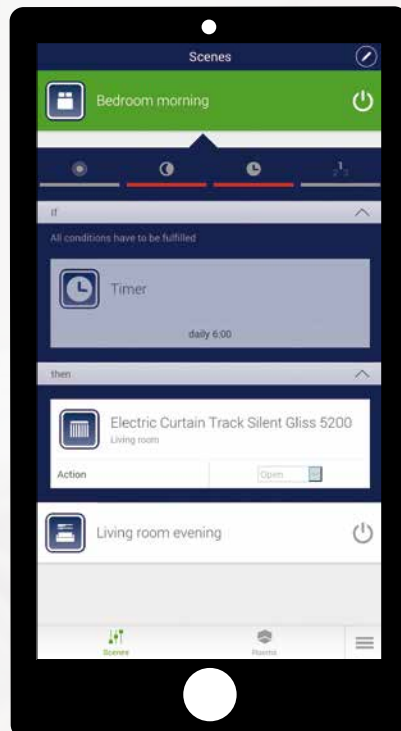 Scenes
Bedroom morning
If
All conditions have to be fulfilled
Timer
daily 6:00
then
Electric Curtain Track Silent Gliss 5200
Living room
Action
Open
Living room evening
Scenes
Rooms